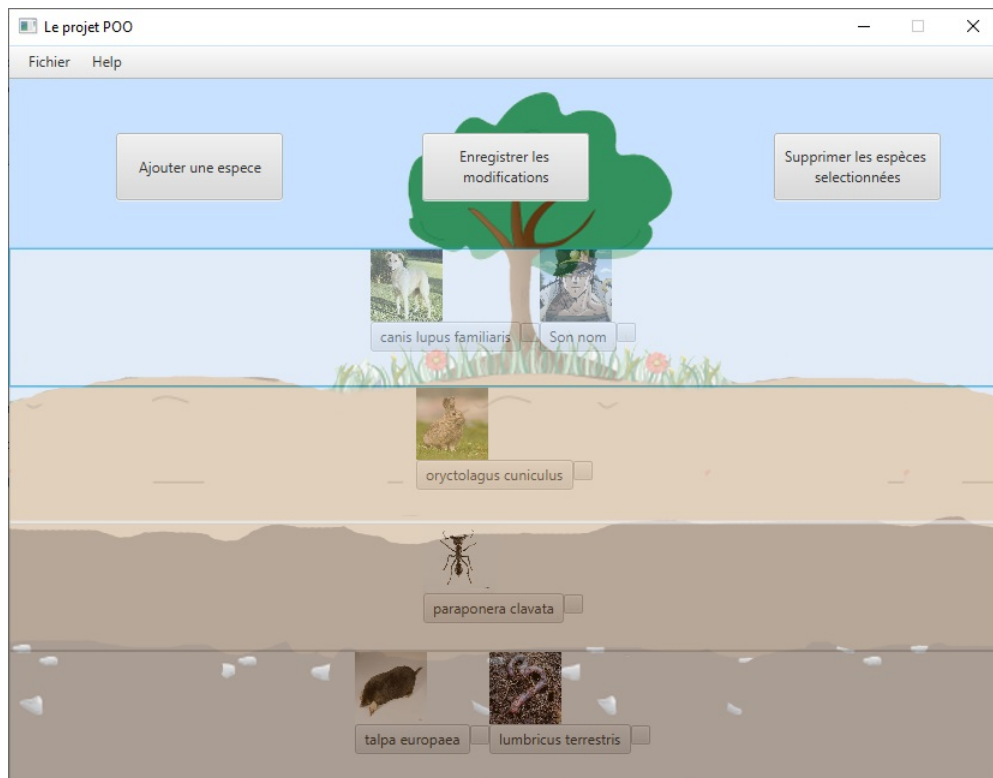 Le projet POO
Fichier Help
Ajouter une espece
Enregistrer les
modifications
Supprimer les espèces
selectionnées
canis lupus familiaris
Son nom
oryctolagus cuniculus
paraponera clavata
talpa europaea
lumbricus terrestris